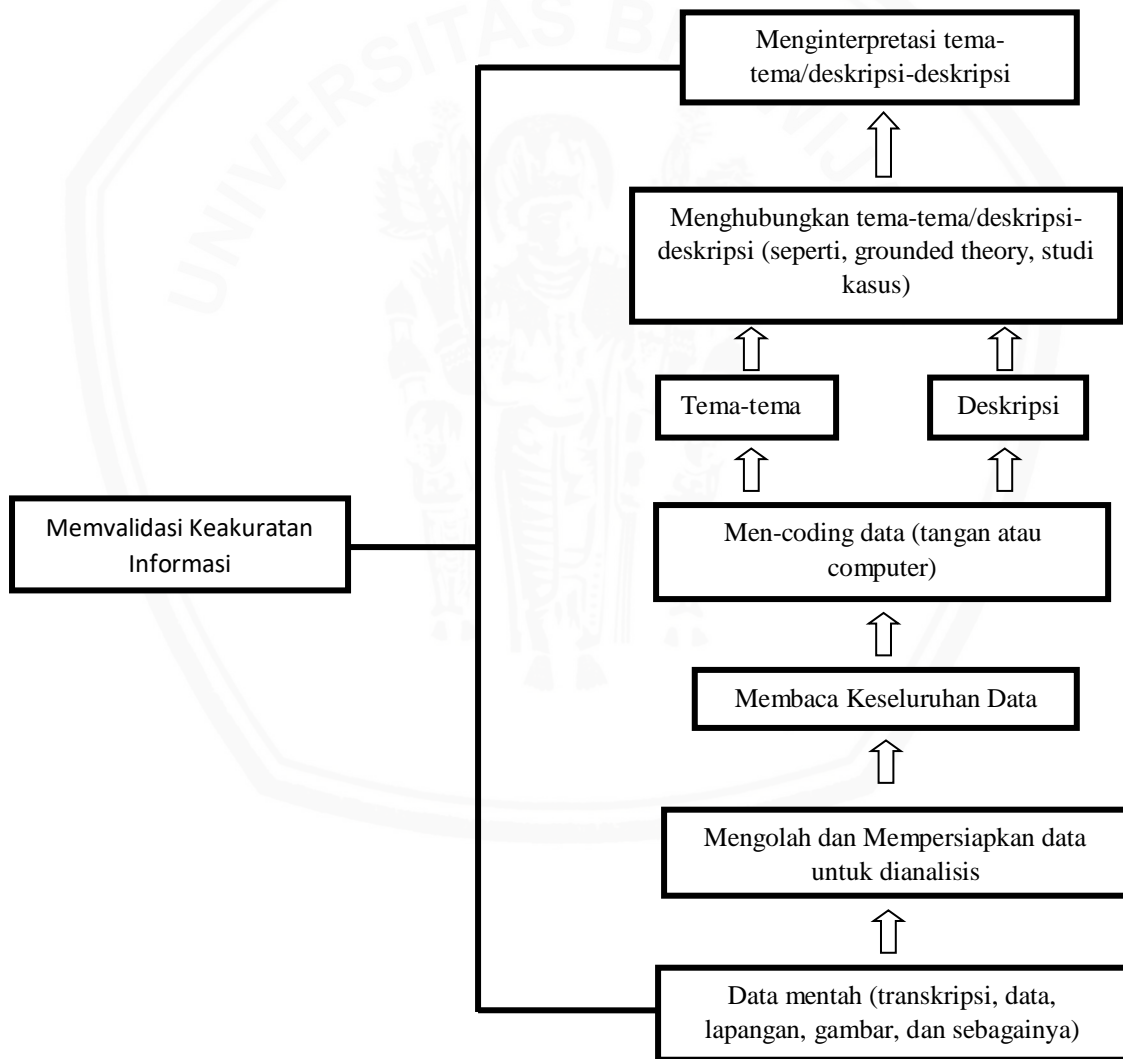 UNIVERSITAS BRAWIJ
Menginterpretasi tema-
tema/deskripsi-deskripsi
Menghubungkan tema-tema/deskripsi-
deskripsi (seperti, grounded theory, studi
kasus)
Tema-tema
Deskripsi
Men-coding data (tangan atau
computer)
Memvalidasi Keakuratan
Informasi
Membaca Keseluruhan Data
Mengolah dan Mempersiapkan data
untuk dianalisis
Data mentah (transkripsi, data,
lapangan, gambar, dan sebagainya)